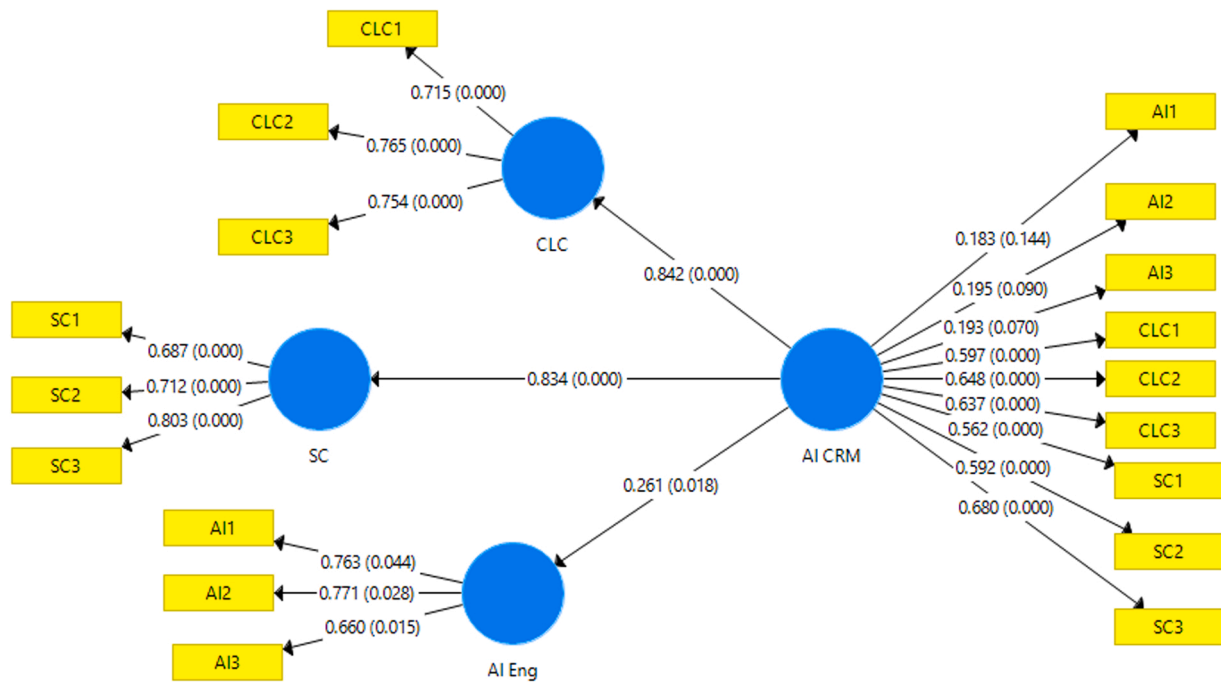 CLC1
0.715 (0.000)
CLC2
0.765 (0.000)
0.754 (0.000)
CLC3
CLC
0.842 (0.000)
SC1
0.687 (0.000)
SC2
0.712 (0.000)
0.803 (0.000)
SC3
SC
0.834 (0.000)
AI CRM
0.261 (0.018)
AI1
0.763 (0.044)
AI2
0.771 (0.028)
0.660 (0.015)
AI3
AI Eng
AI1
0.183 (0.144)
AI2
0.195 (0.090)
AI3
0.193 (0.070)
CLC1
0.597 (0.000)
0.648 (0.000)
CLC2
0.637 (0.000)
CLC3
0.562 (0.000)
SC1
0.592 (0.000)
0.680 (0.000)
SC2
SC3